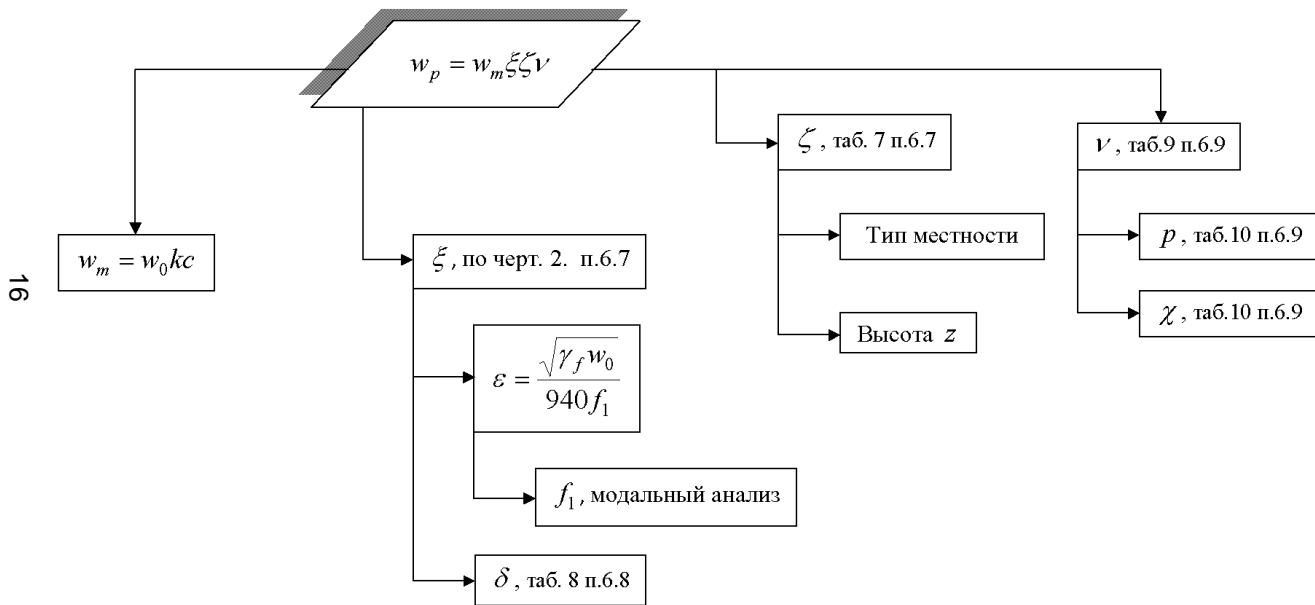 w_p = w_m ξζν
w_m = w_0 kc
ξ, по черт. 2. п.6.7
ε = √(γ_f w_0) / 940 f_1
f_1, модальный анализ
δ, таб. 8 п.6.8
ζ, таб. 7 п.6.7
Тип местности
Высота z
ν, таб.9 п.6.9
p, таб.10 п.6.9
χ, таб.10 п.6.9
16